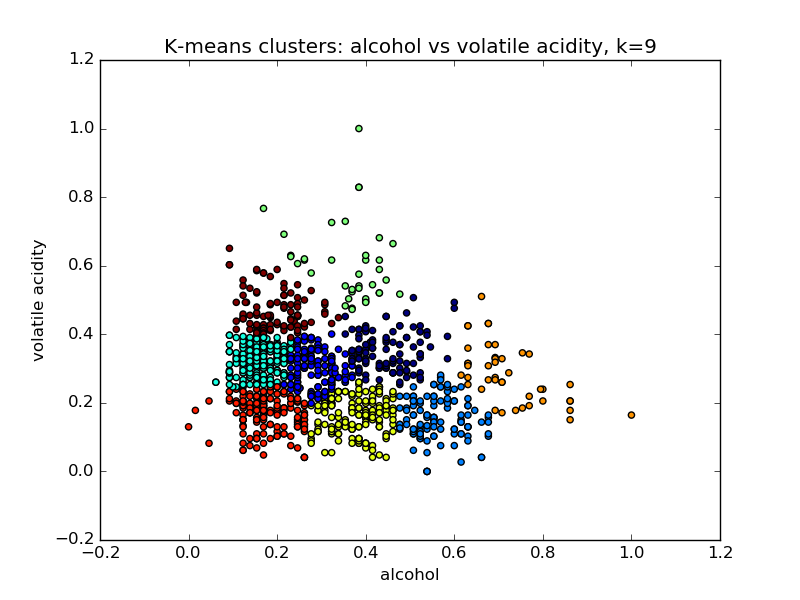 K-means clusters: alcohol vs volatile acidity, k=9
1.2
1.0
0.8
0.6
0.4
0.2
0.0
−0.2
volatile acidity
−0.2 0.0 0.2 0.4 0.6 0.8 1.0 1.2
alcohol